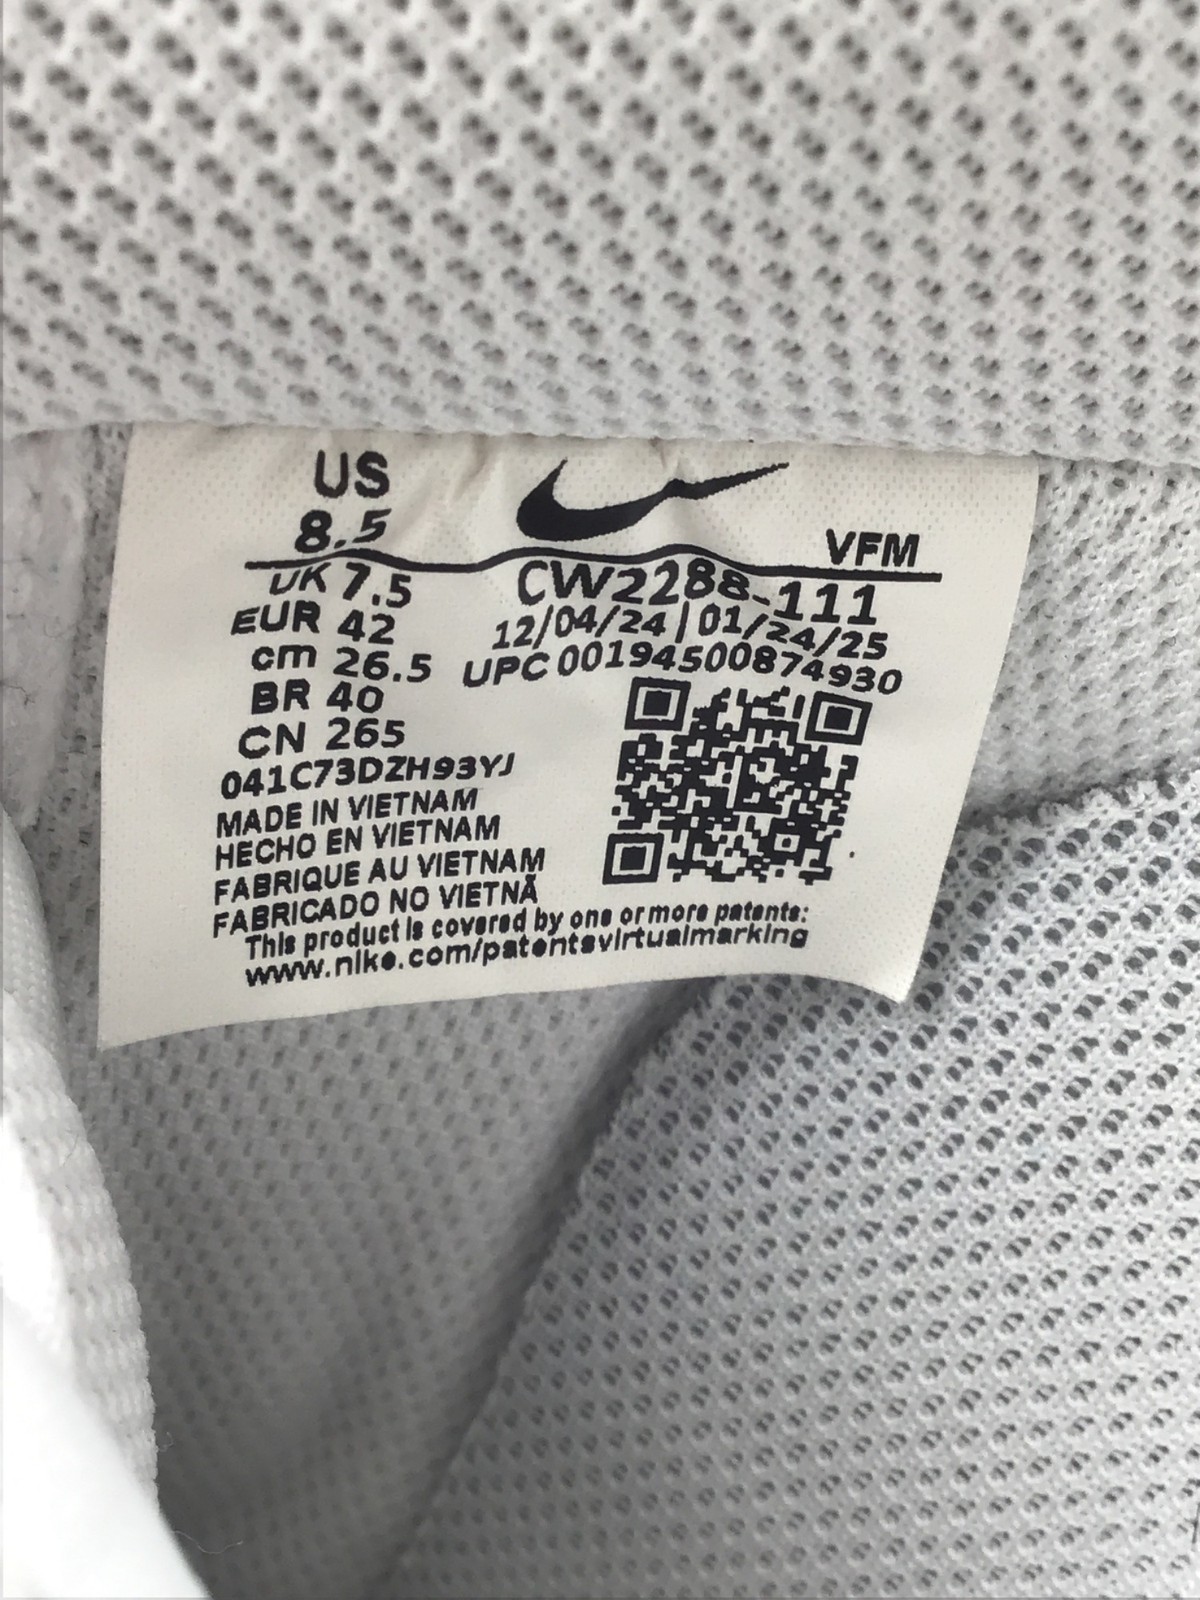 US
8.5
VFM
UK 7.5
CW2288-111
EUR 42
12/04/24 | 01/24/25
cm 26.5
UPC 00194500874930
BR 40
CN 265
041C73DZH93YJ
MADE IN VIETNAM
HECHO EN VIETNAM
FABRIQUE AU VIETNAM
FABRICADO NO VIETNÃ
This product is covered by one or more patents:
www.nike.com/patentsvirtualmarking